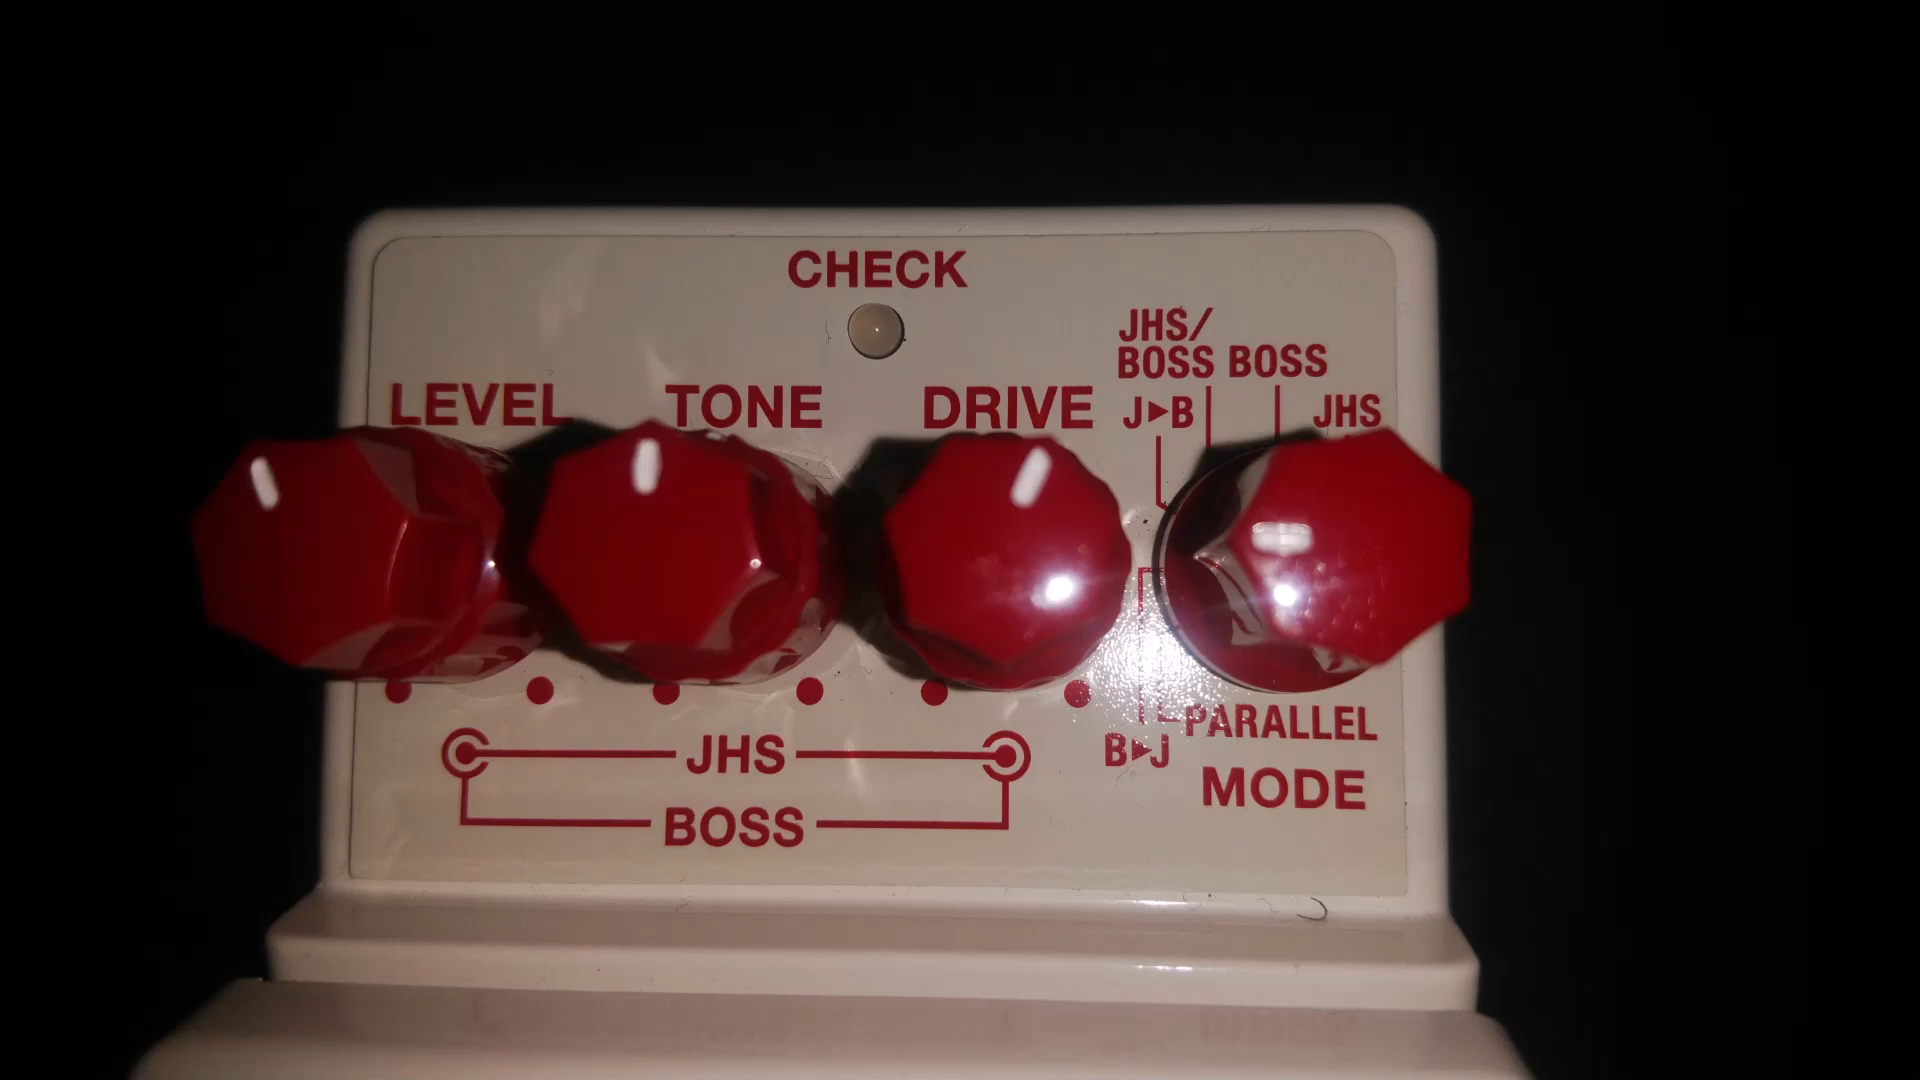 CHECK
LEVEL
TONE
DRIVE
JHS/
BOSS
BOSS
J▶B
JHS
JHS
BOSS
B▶J
PARALLEL
MODE